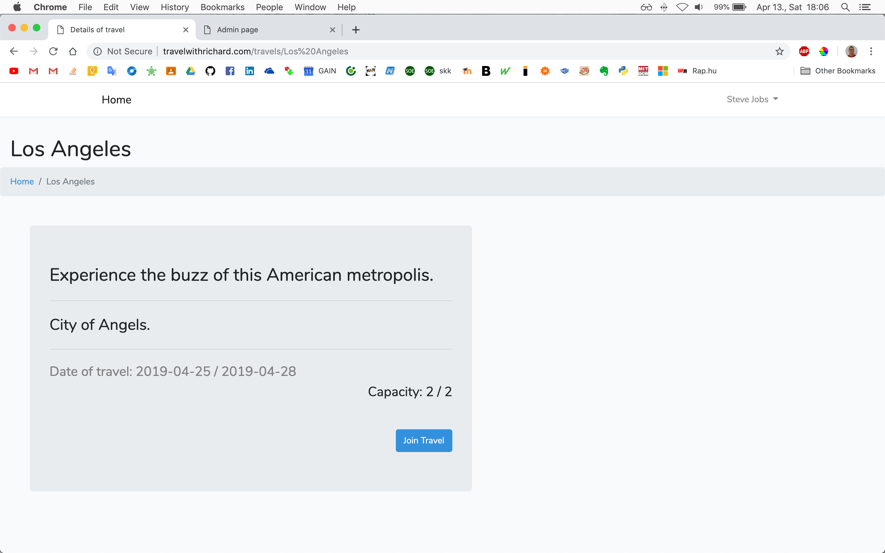 Chrome File Edit View History Bookmarks People Window Help 99% Apr 13., Sat 18:06
Details of travel Admin page
Not Secure | travelwithrichard.com/travels/Los%20Angeles
GAIN skk Rap.hu Other Bookmarks
Home Steve Jobs
Los Angeles
Home / Los Angeles
Experience the buzz of this American metropolis.
City of Angels.
Date of travel: 2019-04-25 / 2019-04-28
Capacity: 2 / 2
Join Travel